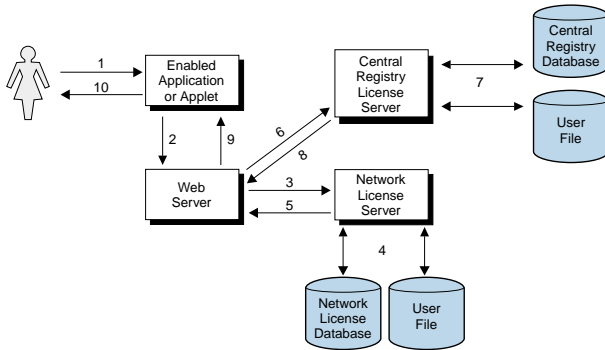 1
10
Enabled
Application
or Applet
Central
Registry
License
Server
7
Central
Registry
Database
User
File
2
9
6
8
Web
Server
3
5
Network
License
Server
4
Network
License
Database
User
File